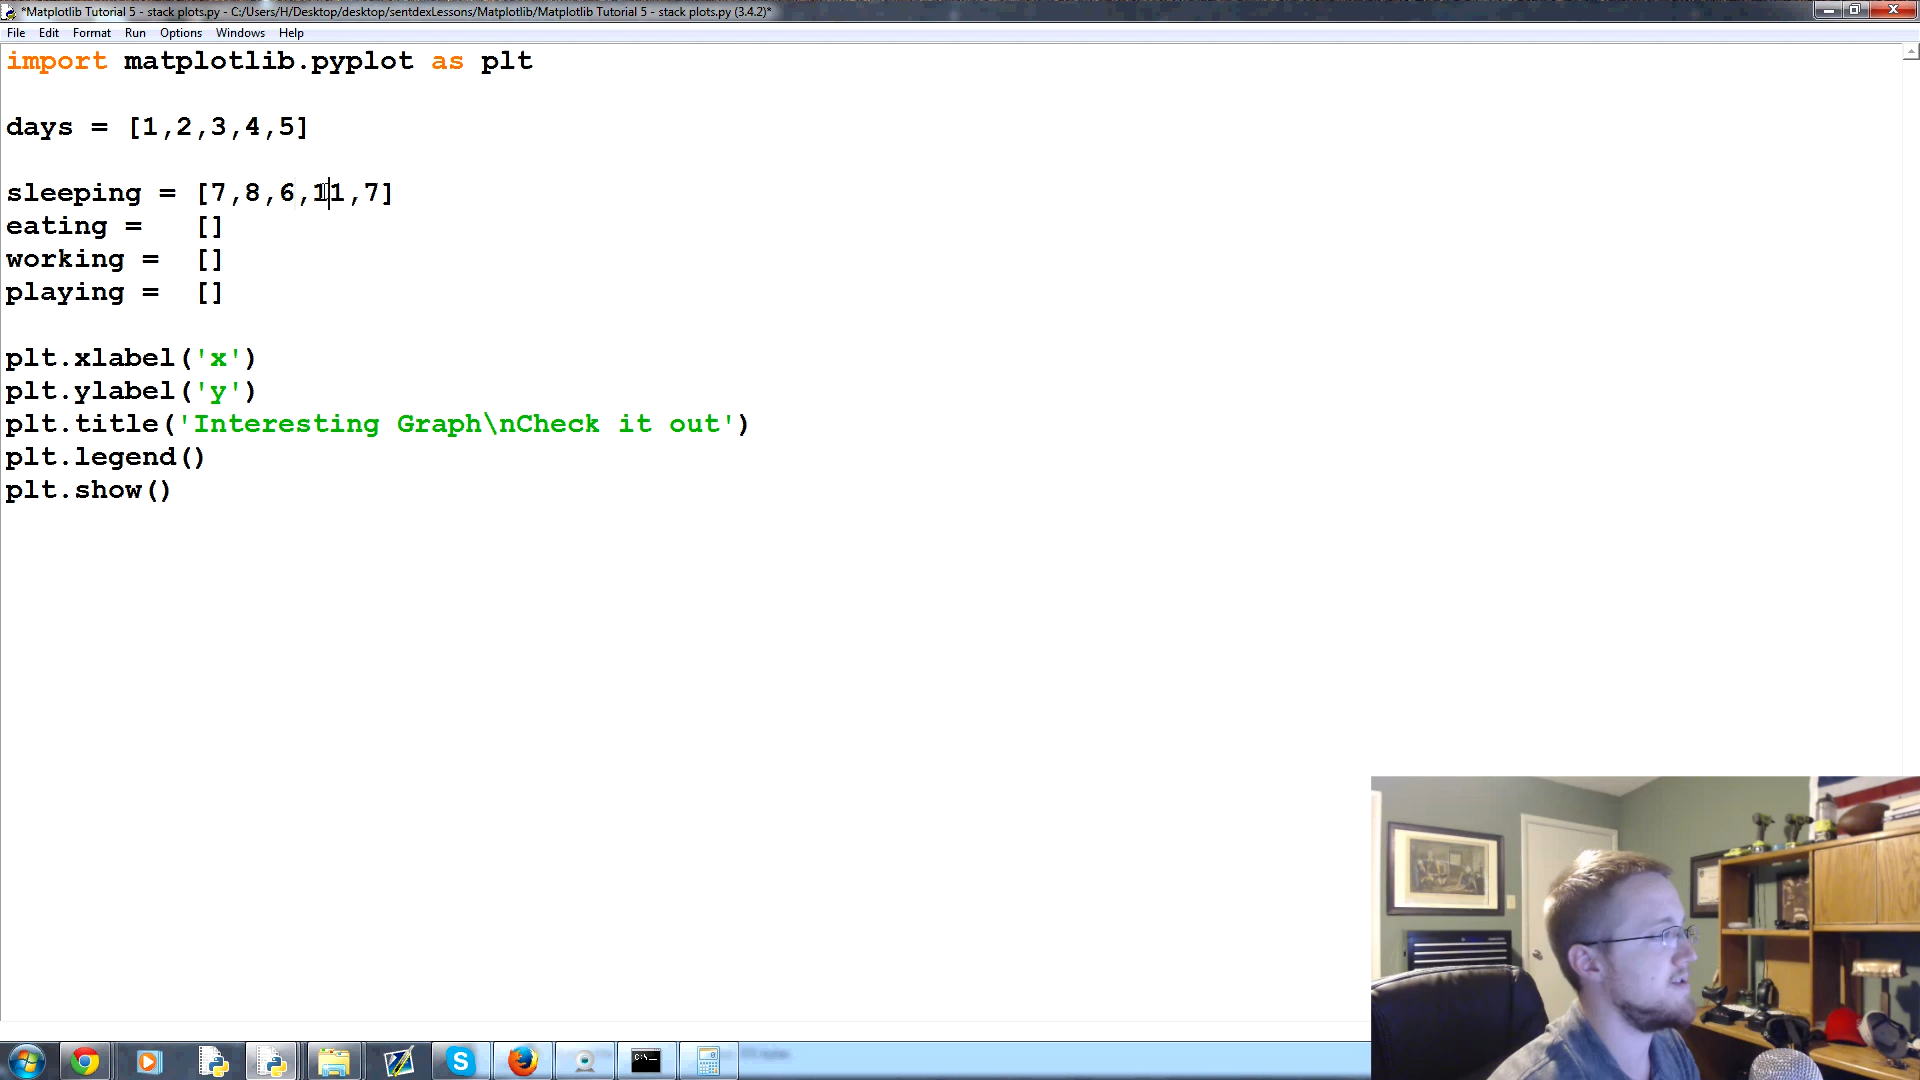 *Matplotlib Tutorial 5 - stack plots.py - C:/Users/H/Desktop/desktop/sentdexLessons/Matplotlib/Matplotlib Tutorial 5 - stack plots.py (3.4.2)*
File Edit Format Run Options Windows Help
import matplotlib.pyplot as plt
days = [1,2,3,4,5]
sleeping = [7,8,6,11,7]
eating =   []
working =  []
playing =  []
plt.xlabel('x')
plt.ylabel('y')
plt.title('Interesting Graph\nCheck it out')
plt.legend()
plt.show()